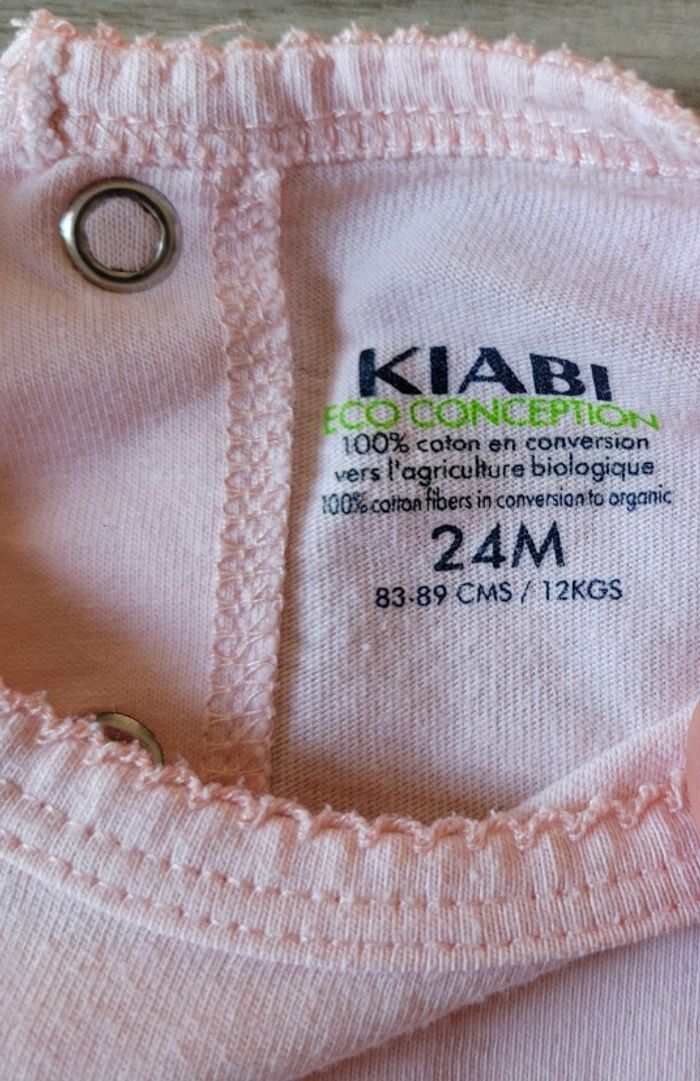 KIABI
ECO CONCEPTION
100% coton en conversion
vers l'agriculture biologique
100% cotton fibers in conversion to organic
24M
83-89 CMS / 12KGS